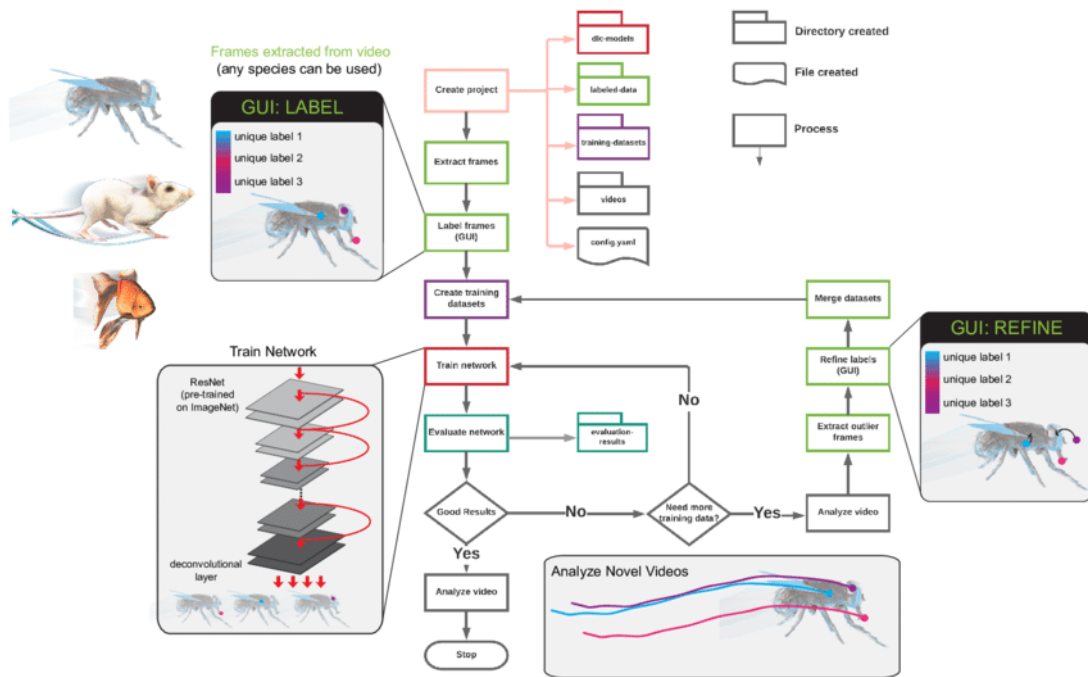 Frames extracted from video
(any species can be used)
GUI: LABEL
unique label 1
unique label 2
unique label 3
Create project
Extract frames
Label frames
(GUI)
Create training
datasets
Train network
Evaluate network
Good Results
Yes
Analyze video
Stop
dlc-models
labeled-data
training-datasets
videos
config.yaml
evaluation-
results
Directory created
File created
Process
No
Need more
training data?
No
Yes
Analyze video
Extract outlier
frames
Refine labels
(GUI)
Merge datasets
GUI: REFINE
unique label 1
unique label 2
unique label 3
Train Network
ResNet
(pre-trained
on ImageNet)
deconvolutional
layer
Analyze Novel Videos